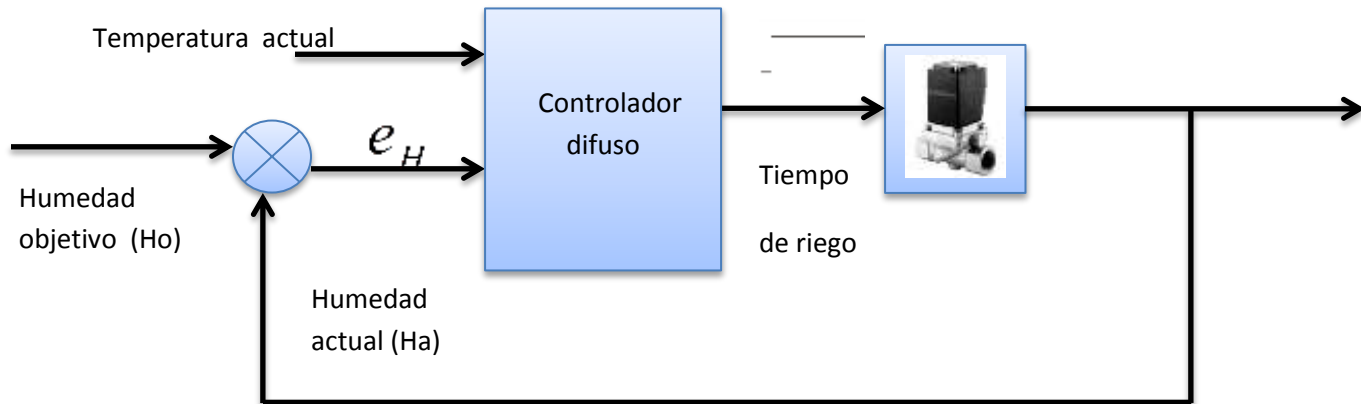 Temperatura actual
Controlador
difuso
e_H
Humedad
objetivo (Ho)
Tiempo
de riego
Humedad
actual (Ha)